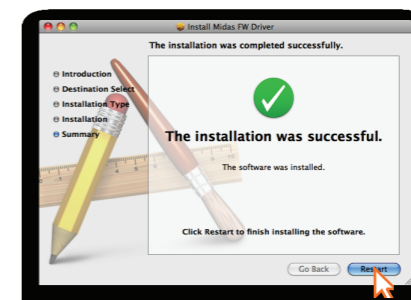 Install Midas FW Driver
The installation was completed successfully.
Introduction
Destination Select
Installation Type
Installation
Summary
The installation was successful.
The software was installed.
Click Restart to finish installing the software.
Go Back
Restart